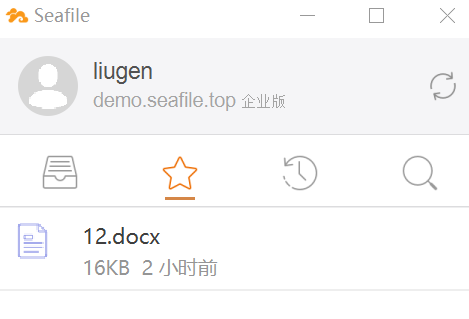 Seafile
liugen
demo.seafile.top 企业版
12.docx
16KB 2 小时前